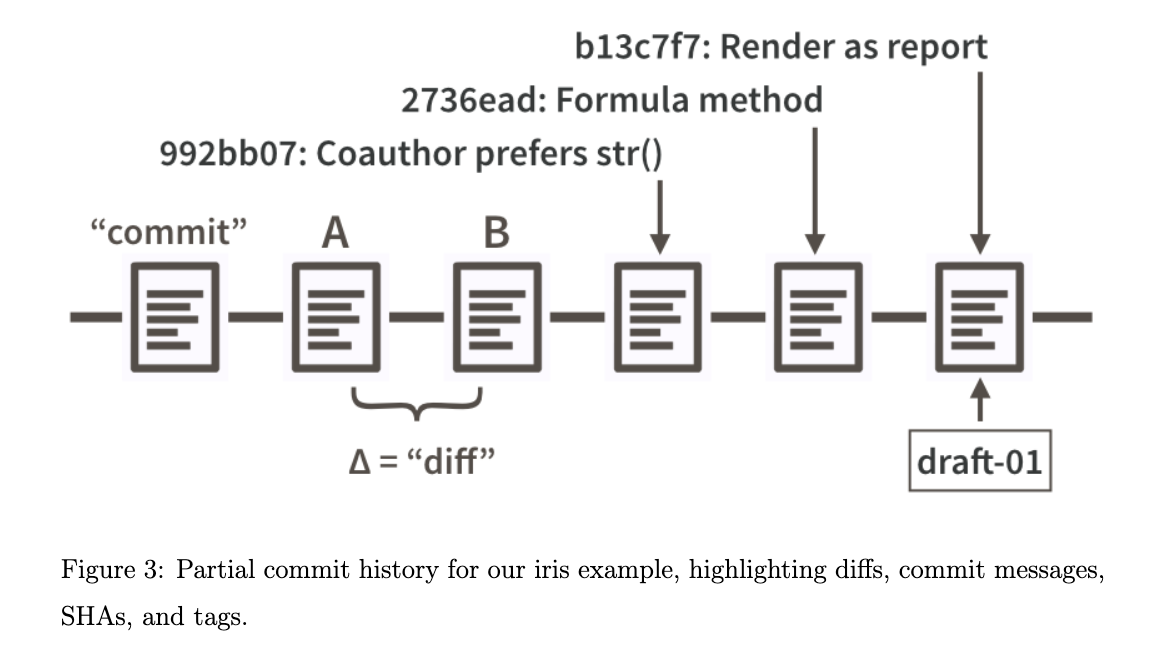 b13c7f7: Render as report
2736ead: Formula method
992bb07: Coauthor prefers str()
“commit” A B
Δ = “diff”
draft-01
Figure 3: Partial commit history for our iris example, highlighting diffs, commit messages,
SHAs, and tags.